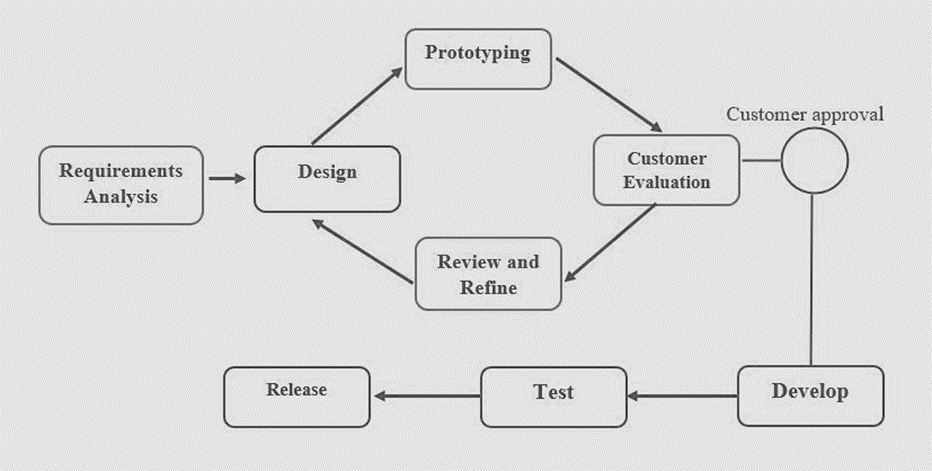 Prototyping
Customer approval
Requirements
Analysis
Design
Customer
Evaluation
Review and
Refine
Release
Test
Develop